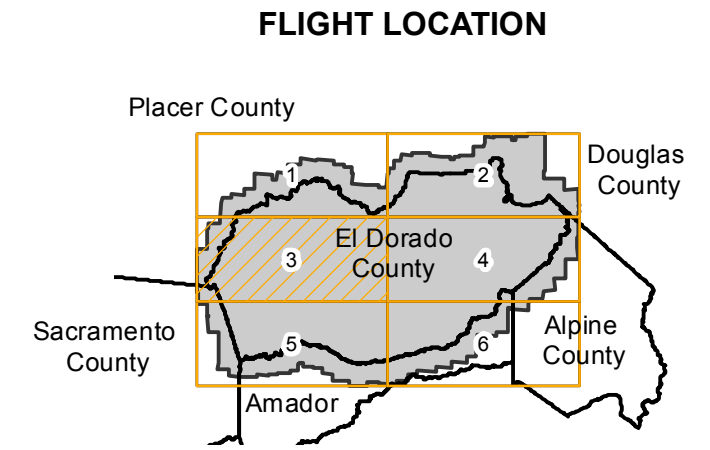 FLIGHT LOCATION
Placer County
Douglas
County
1
2
El Dorado
County
3
4
Sacramento
County
Alpine
County
5
6
Amador